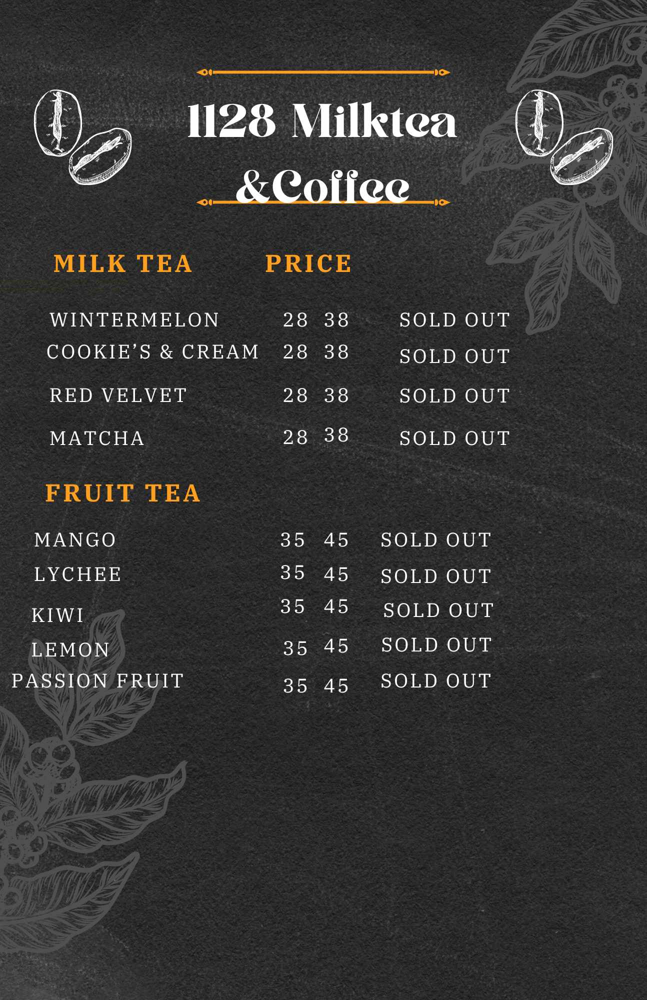 1128 Milktea
&Coffee
MILK TEA PRICE
WINTERMELON 28 38 SOLD OUT
COOKIE’S & CREAM 28 38 SOLD OUT
RED VELVET 28 38 SOLD OUT
MATCHA 28 38 SOLD OUT
FRUIT TEA
MANGO 35 45 SOLD OUT
LYCHEE 35 45 SOLD OUT
KIWI 35 45 SOLD OUT
LEMON 35 45 SOLD OUT
PASSION FRUIT 35 45 SOLD OUT